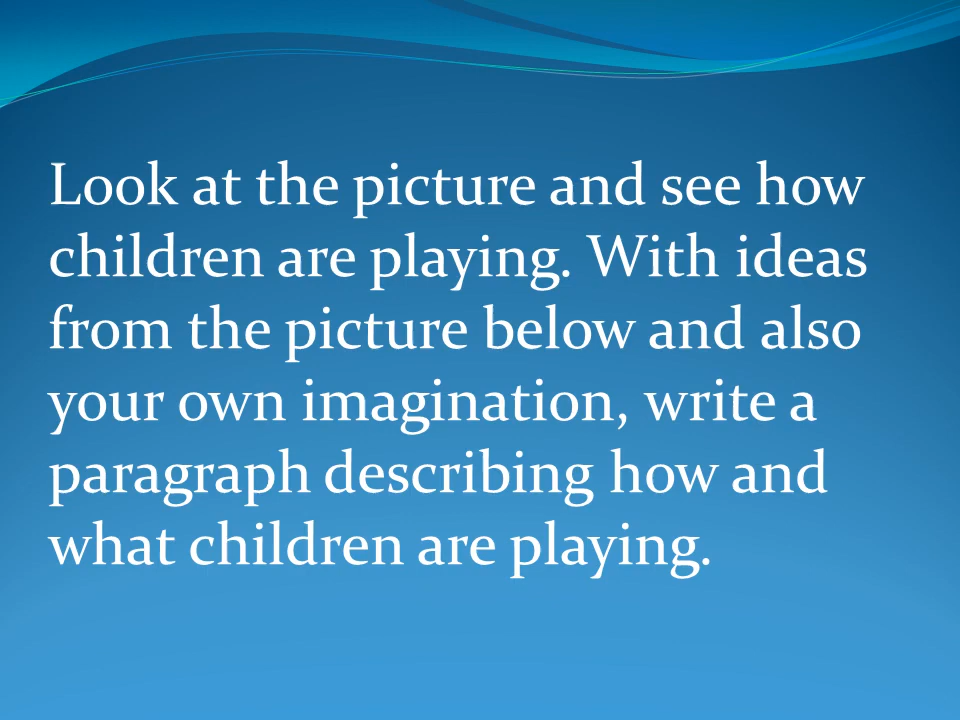 Look at the picture and see how
children are playing. With ideas
from the picture below and also
your own imagination, write a
paragraph describing how and
what children are playing.